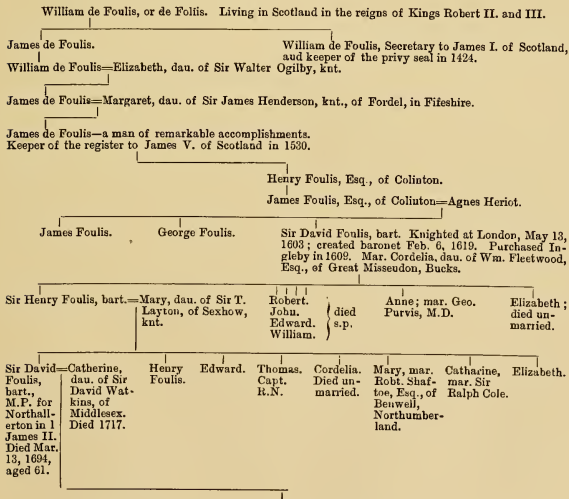 William de Foulis, or de Foliis. Living in Scotland in the reigns of Kings Robert II. and III.
James de Foulis.
William de Foulis, Secretary to James I. of Scotland,
and keeper of the privy seal in 1424.
William de Foulis=Elizabeth, dau. of Sir Walter
Ogilby, knt.
James de Foulis=Margaret, dau. of Sir James Henderson, knt., of Fordel, in Fifeshire.
James de Foulis—a man of remarkable accomplishments.
Keeper of the register to James V. of Scotland in 1530.
Henry Foulis, Esq., of Colinton.
James Foulis, Esq., of Coliuton=Agnes Heriot.
James Foulis.
George Foulis.
Sir David Foulis, bart. Knighted at London, May 13,
1603; created baronet Feb. 6, 1619. Purchased In-
gleby in 1609. Mar. Cordelia, dau. of Wm. Fleetwood,
Esq., of Great Misseudon, Bucks.
Sir Henry Foulis, bart.=Mary, dau. of Sir T.
Layton, of Sexhow,
knt.
Robert.
John.
Edward.
William.
died
s.p.
Anne; mar. Geo.
Purvis, M.D.
Elizabeth;
died un-
married.
Sir David=Catherine,
Foulis,
bart.,
M.P. for
Northall-
erton in 1
James II.
Died Mar.
13, 1694,
aged 61.
dau. of Sir
David Wat-
kins, of
Middlesex.
Died 1717.
Henry
Foulis.
Edward.
Thomas.
Capt.
R.N.
Cordelia.
Died un-
married.
Mary, mar.
Robt. Shaf-
toe, Esq., of
Benwell,
Northumber-
land.
Catharine,
mar. Sir
Ralph Cole.
Elizabeth.